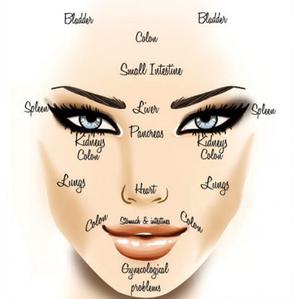 Bladder Bladder
Colon
Small Intestine
Spleen Liver Spleen
Pancreas
Kidneys Kidneys
Colon Colon
Lungs Heart Lungs
Colon Stomach & intestines Colon
Gynecological
problems